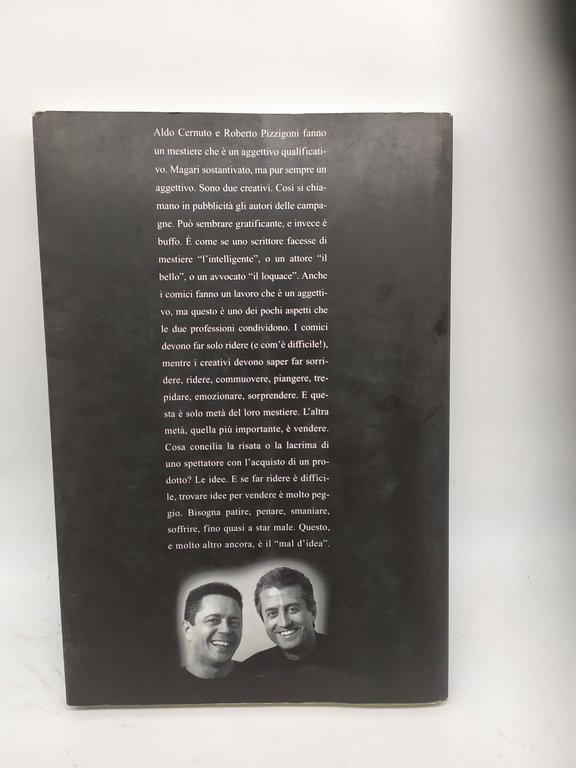 Aldo Cernuto e Roberto Pizzigoni fanno
un mestiere che è un aggettivo qualificati-
vo. Magari sostantivato, ma pur sempre un
aggettivo. Sono due creativi. Così si chia-
mano in pubblicità gli autori delle campa-
gne. Può sembrare gratificante, e invece è
buffo. È come se uno scrittore facesse di
mestiere “l’intelligente”, o un attore “il
bello”, o un avvocato “il loquace”. Anche
i comici fanno un lavoro che è un aggetti-
vo, ma questo è uno dei pochi aspetti che
le due professioni condividono. I comici
devono far solo ridere (e com’è difficile!),
mentre i creativi devono saper far sorri-
dere, ridere, commuovere, piangere, tre-
pidare, emozionare, sorprendere. E que-
sta è solo metà del loro mestiere. L’altra
metà, quella più importante, è vendere.
Cosa concilia la risata o la lacrima di
uno spettatore con l’acquisto di un pro-
dotto? Le idee. E se far ridere è diffici-
le, trovare idee per vendere è molto peg-
gio. Bisogna patire, penare, smaniare,
soffrire, fino quasi a star male. Questo,
e molto altro ancora, è il “mal d’idea”.